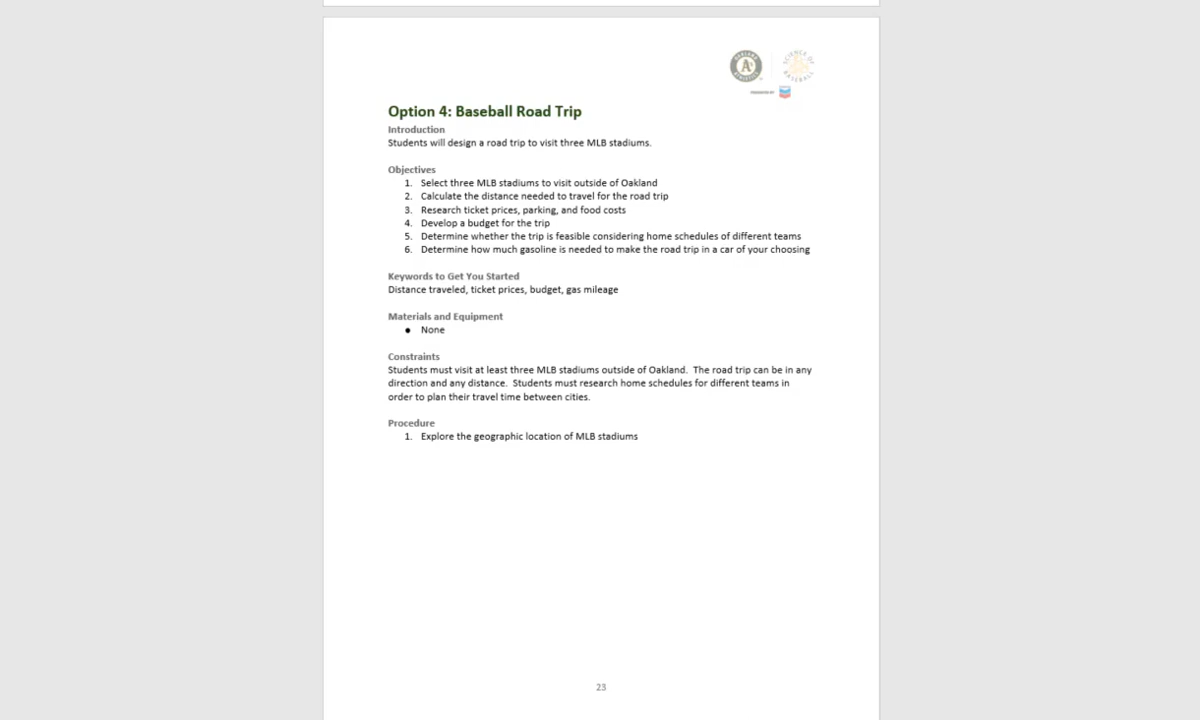 SCIENCE OF
BASEBALL
Option 4: Baseball Road Trip
Introduction
Students will design a road trip to visit three MLB stadiums.
Objectives
1. Select three MLB stadiums to visit outside of Oakland
2. Calculate the distance needed to travel for the road trip
3. Research ticket prices, parking, and food costs
4. Develop a budget for the trip
5. Determine whether the trip is feasible considering home schedules of different teams
6. Determine how much gasoline is needed to make the road trip in a car of your choosing
Keywords to Get You Started
Distance traveled, ticket prices, budget, gas mileage
Materials and Equipment
● None
Constraints
Students must visit at least three MLB stadiums outside of Oakland.  The road trip can be in any
direction and any distance.  Students must research home schedules for different teams in
order to plan their travel time between cities.
Procedure
1. Explore the geographic location of MLB stadiums
23